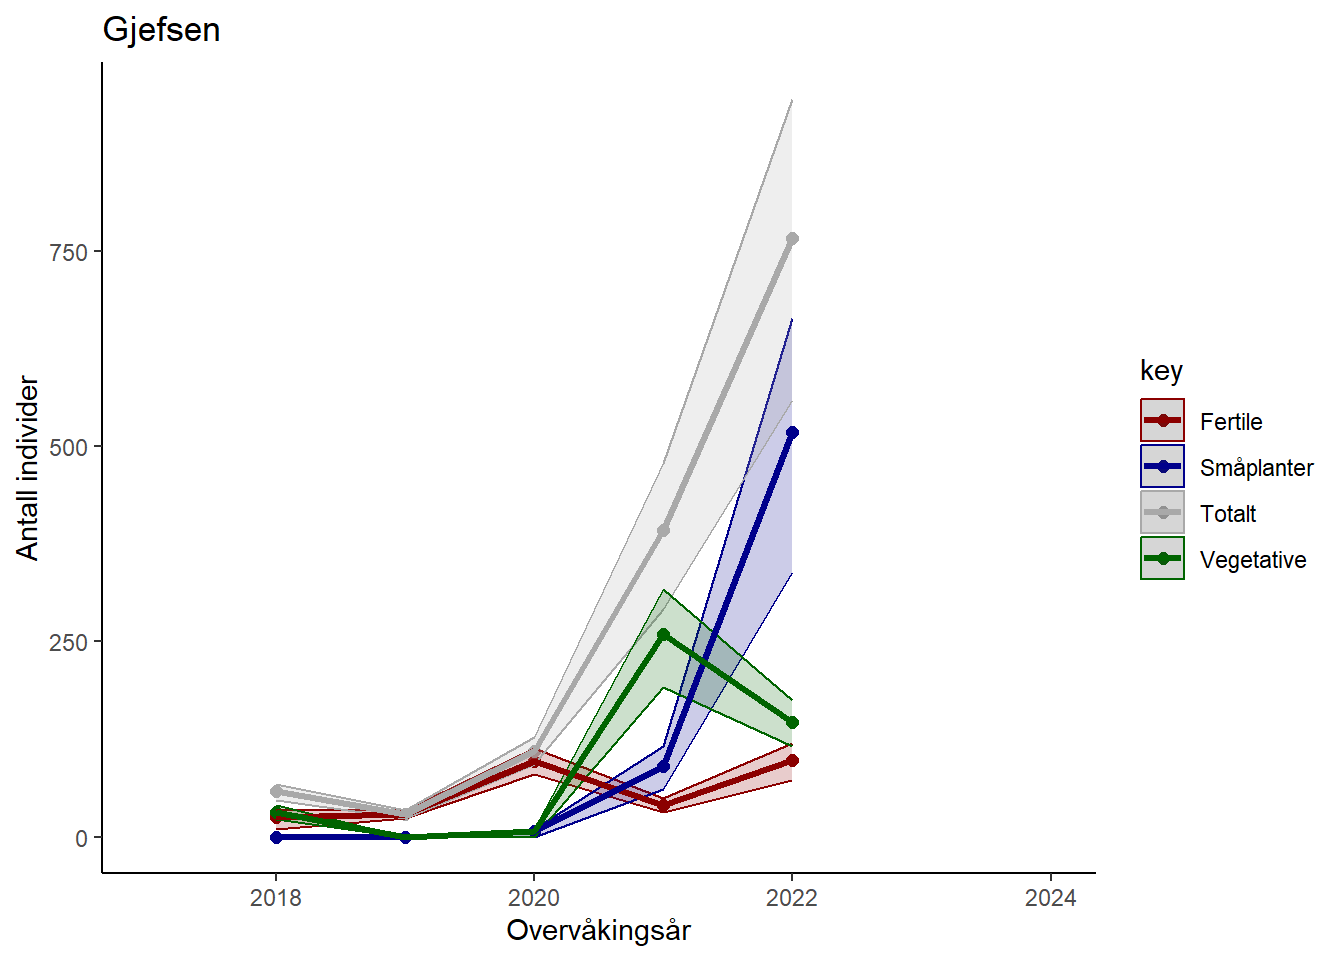 Gjefsen
Antall individer
750
500
250
0
2018
2020
2022
2024
Overvåkingsår
key
Fertile
Småplanter
Totalt
Vegetative